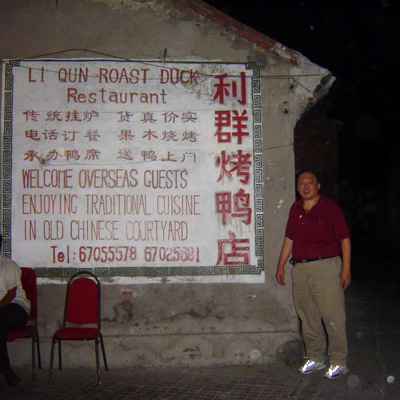 LI QUN ROAST DUCK
Restaurant
传统挂炉 货真价实
电话订餐 果木烧烤
承办鸭席 送鸭上门
WELCOME OVERSEAS GUESTS
ENJOYING TRADITIONAL CUISINE
IN OLD CHINESE COURTYARD
Tel: 67055578 67025681
利群烤鸭店